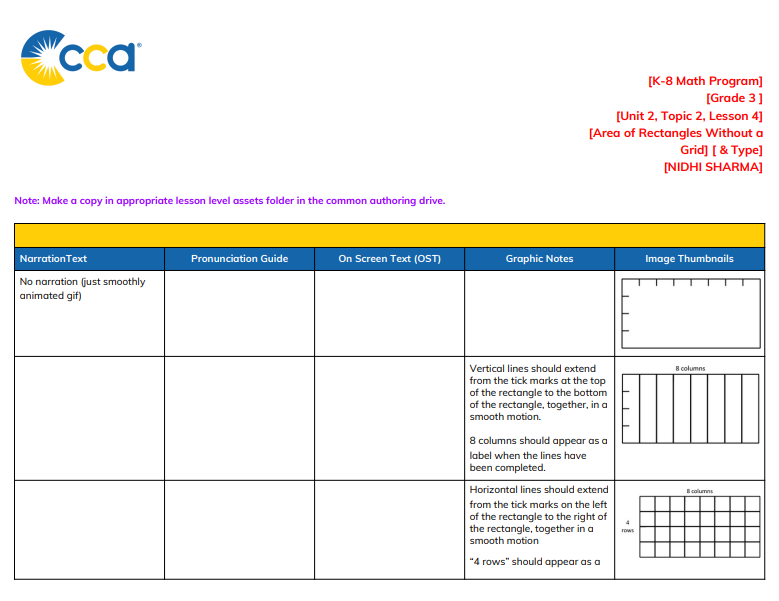 cca®
[K-8 Math Program]
[Grade 3 ]
[Unit 2, Topic 2, Lesson 4]
[Area of Rectangles Without a
Grid] [ & Type]
[NIDHI SHARMA]
Note: Make a copy in appropriate lesson level assets folder in the common authoring drive.
NarrationText
Pronunciation Guide
On Screen Text (OST)
Graphic Notes
Image Thumbnails
No narration (just smoothly
animated gif)
Vertical lines should extend
from the tick marks at the top
of the rectangle to the bottom
of the rectangle, together, in a
smooth motion.
8 columns should appear as a
label when the lines have
been completed.
8 columns
Horizontal lines should extend
from the tick marks on the left
of the rectangle to the right of
the rectangle, together in a
smooth motion
“4 rows” should appear as a
8 columns
4
rows